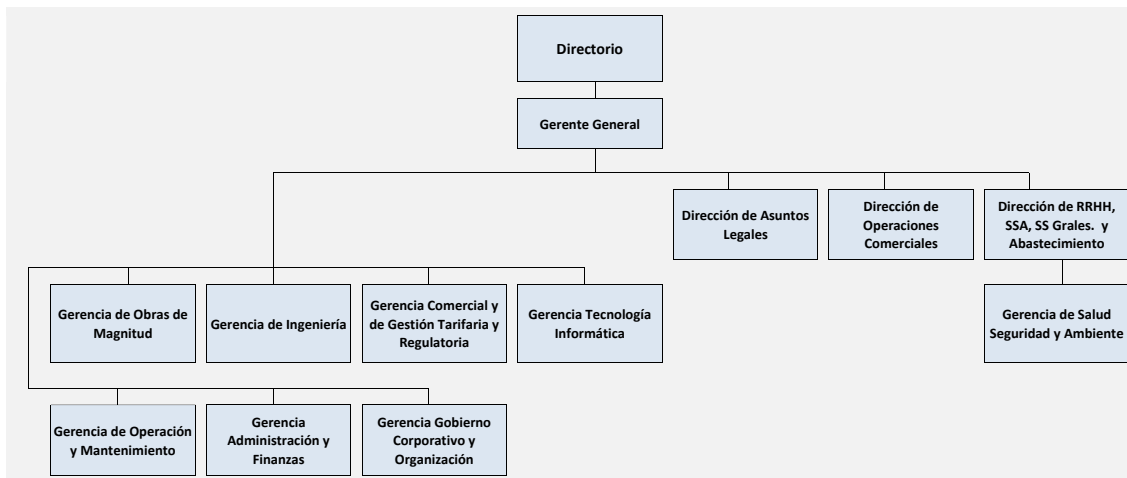 Directorio
Gerente General
Dirección de Asuntos
Legales
Dirección de
Operaciones
Comerciales
Dirección de RRHH,
SSA, SS Grales. y
Abastecimiento
Gerencia de Obras de
Magnitud
Gerencia de Ingeniería
Gerencia Comercial y
de Gestión Tarifaria y
Regulatoria
Gerencia Tecnología
Informática
Gerencia de Salud
Seguridad y Ambiente
Gerencia de Operación
y Mantenimiento
Gerencia
Administración y
Finanzas
Gerencia Gobierno
Corporativo y
Organización